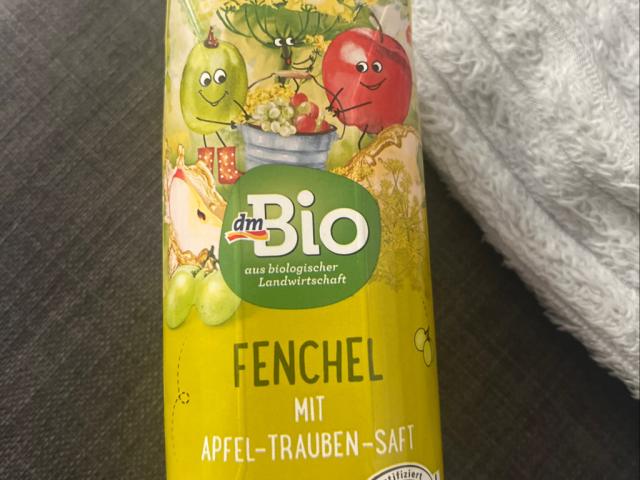 dm Bio
aus biologischer
Landwirtschaft
FENCHEL
MIT
APFEL-TRAUBEN-SAFT